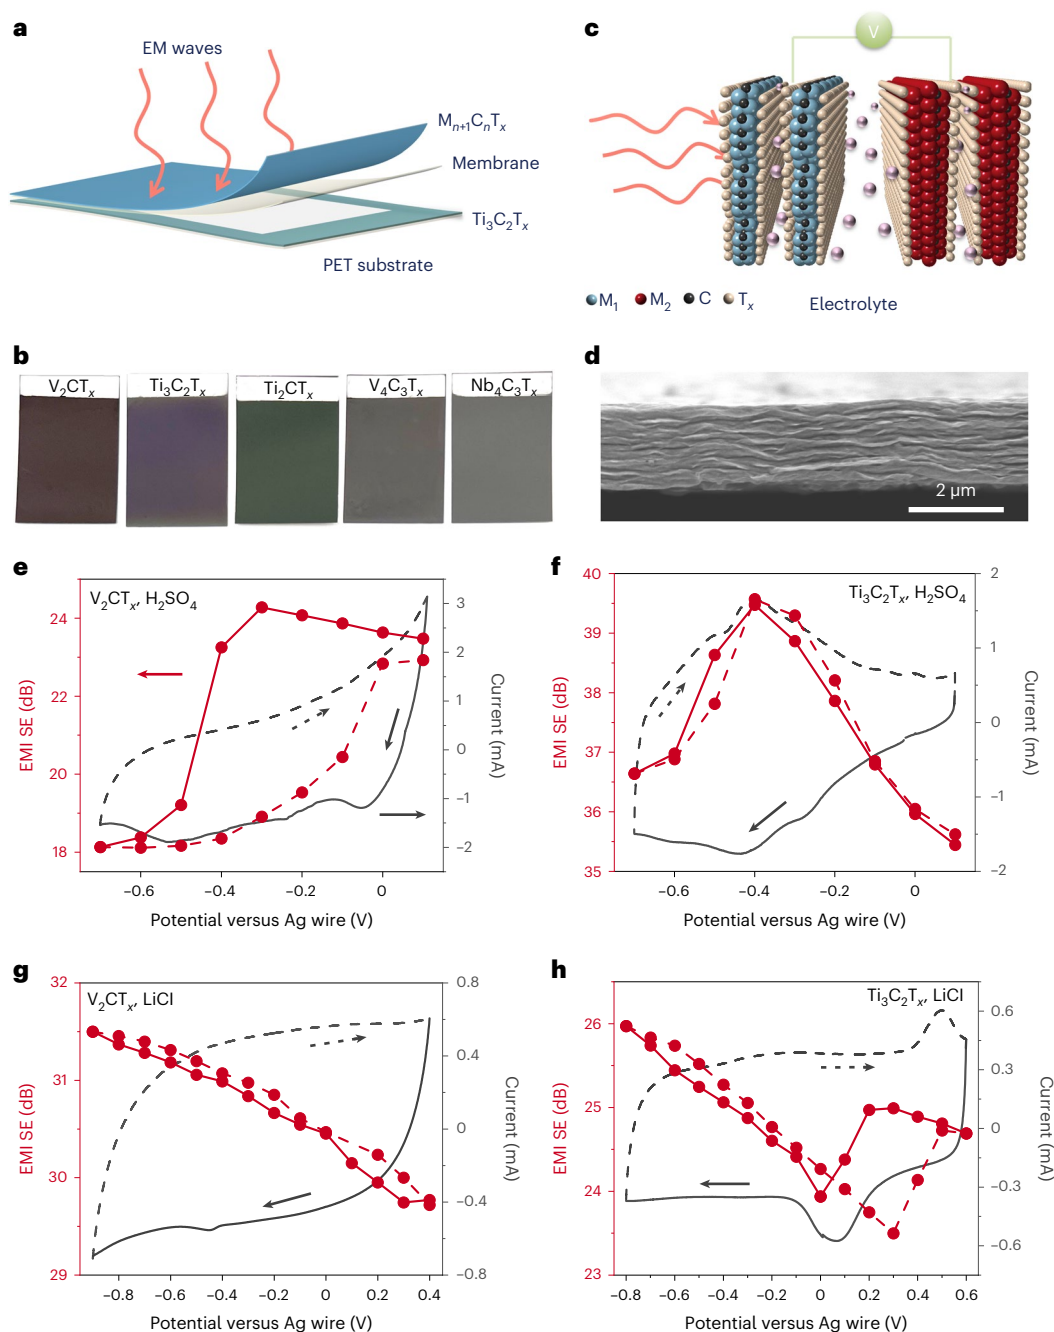 a
EM waves
Mn+1CnTx
Membrane
Ti3C2Tx
PET substrate
c
V
M1 M2 C Tx
Electrolyte
b
V2CTx Ti3C2Tx Ti2CTx V4C3Tx Nb4C3Tx
d
2 µm
e
V2CTx, H2SO4
24
22
20
18
EMI SE (dB)
3
2
1
0
−1
−2
Current (mA)
−0.6 −0.4 −0.2 0
Potential versus Ag wire (V)
f
Ti3C2Tx, H2SO4
40
39
38
37
36
35
EMI SE (dB)
2
1
0
−1
−2
Current (mA)
−0.6 −0.4 −0.2 0
Potential versus Ag wire (V)
g
V2CTx, LiCl
32
31
30
29
EMI SE (dB)
0.8
0.4
0
−0.4
−0.8
Current (mA)
−0.8 −0.6 −0.4 −0.2 0 0.2 0.4
Potential versus Ag wire (V)
h
Ti3C2Tx, LiCl
26
25
24
23
EMI SE (dB)
0.6
0.3
0
−0.3
−0.6
Current (mA)
−0.8 −0.6 −0.4 −0.2 0 0.2 0.4 0.6
Potential versus Ag wire (V)